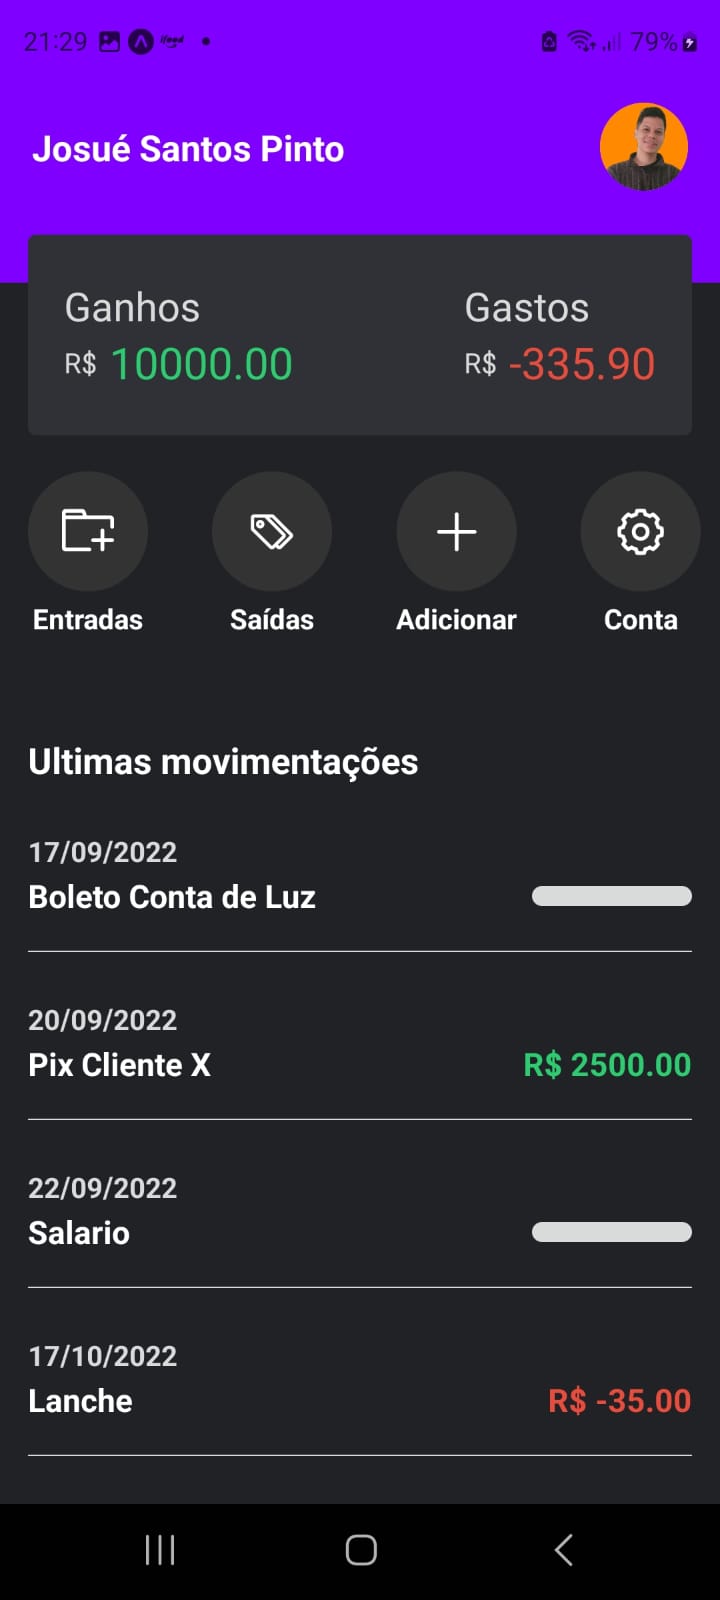 21:29 ifood 79%
Josué Santos Pinto
Ganhos Gastos
R$ 10000.00 R$ -335.90
Entradas Saídas Adicionar Conta
Ultimas movimentações
17/09/2022
Boleto Conta de Luz
20/09/2022
Pix Cliente X R$ 2500.00
22/09/2022
Salario
17/10/2022
Lanche R$ -35.00